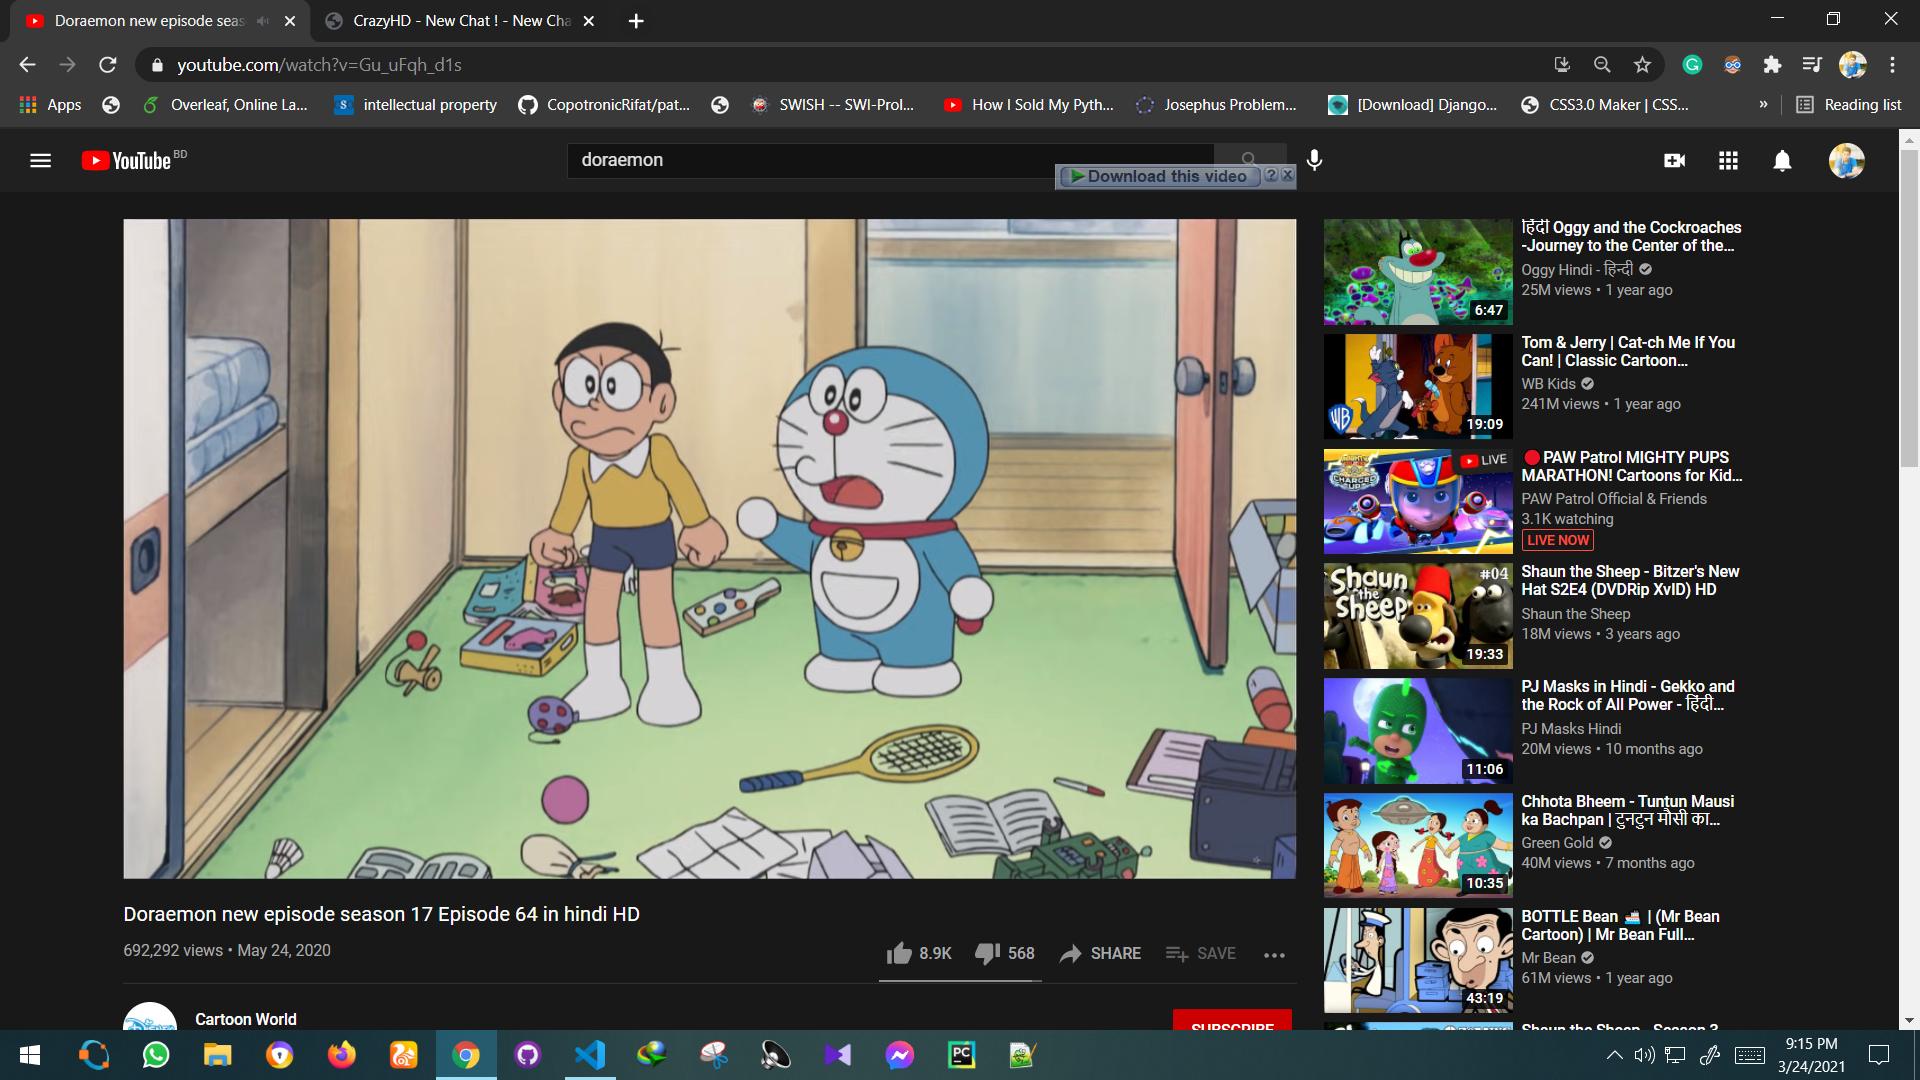 Doraemon new episode seas
CrazyHD - New Chat ! - New Cha
youtube.com/watch?v=Gu_uFqh_d1s
Apps
Overleaf, Online La...
intellectual property
CopotronicRifat/pat...
SWISH -- SWI-Prol...
How I Sold My Pyth...
Josephus Problem...
[Download] Django...
CSS3.0 Maker | CSS...
»
Reading list
YouTube BD
doraemon
Download this video
हिंदी Oggy and the Cockroaches
-Journey to the Center of the...
Oggy Hindi - हिन्दी
25M views • 1 year ago
6:47
Tom & Jerry | Cat-ch Me If You
Can! | Classic Cartoon...
WB Kids
241M views • 1 year ago
WB
19:09
LIVE
CHARGED UP
PAW Patrol MIGHTY PUPS
MARATHON! Cartoons for Kid...
PAW Patrol Official & Friends
3.1K watching
LIVE NOW
Shaun the Sheep
#04
19:33
Shaun the Sheep - Bitzer's New
Hat S2E4 (DVDRip XvID) HD
Shaun the Sheep
18M views • 3 years ago
PJ Masks in Hindi - Gekko and
the Rock of All Power - हिंदी...
PJ Masks Hindi
20M views • 10 months ago
11:06
Chhota Bheem - Tuntun Mausi
ka Bachpan | टुनटुन मौसी का...
Green Gold
40M views • 7 months ago
10:35
BOTTLE Bean 🚢 | (Mr Bean
Cartoon) | Mr Bean Full...
Mr Bean
61M views • 1 year ago
43:19
Shaun the Sheep - Season 3
Doraemon new episode season 17 Episode 64 in hindi HD
692,292 views • May 24, 2020
8.9K
568
SHARE
SAVE
Cartoon World
SUBSCRIBE
PC
9:15 PM
3/24/2021